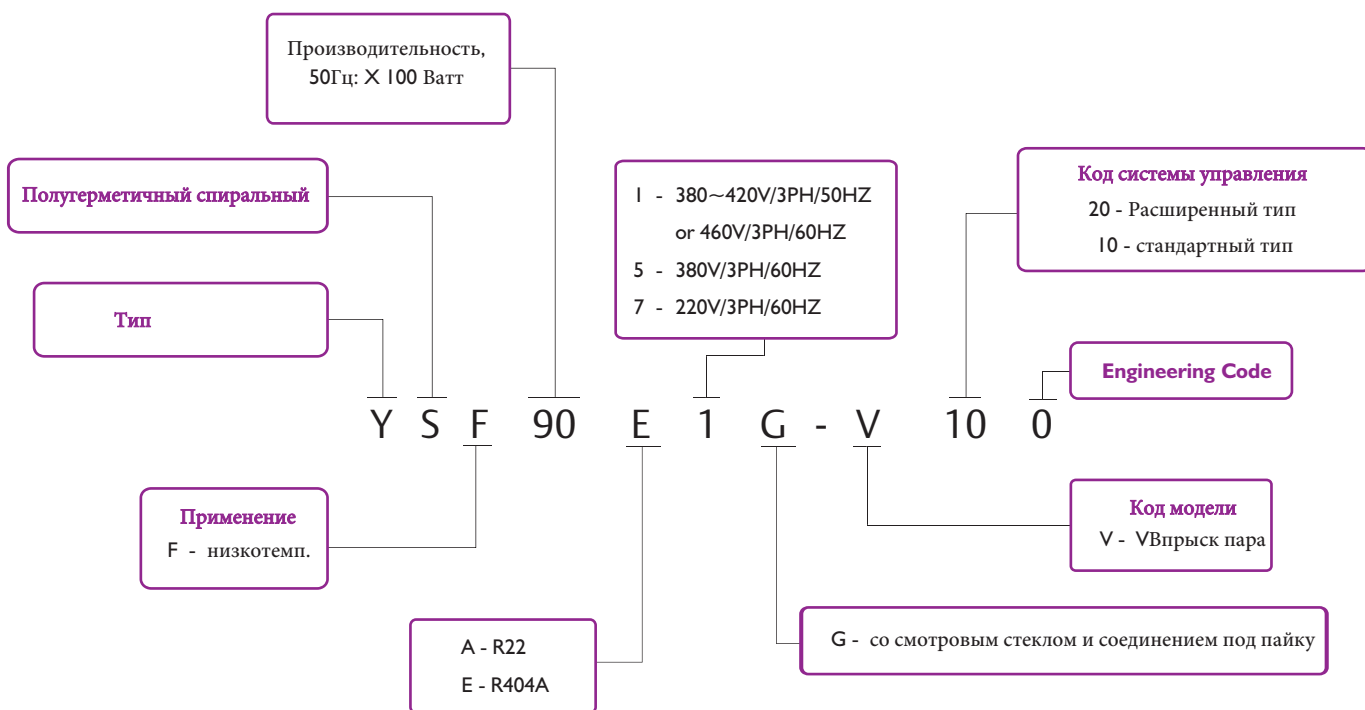 Производительность,
50Гц: X 100 Ватт
Полугерметичный спиральный
Тип
1 - 380~420V/3PH/50HZ
or 460V/3PH/60HZ
5 - 380V/3PH/60HZ
7 - 220V/3PH/60HZ
Код системы управления
20 - Расширенный тип
10 - стандартный тип
Engineering Code
Y S F 90 E 1 G - V 10 0
Применение
F - низкотемп.
Код модели
V - VВпрыск пара
A - R22
E - R404A
G - со смотровым стеклом и соединением под пайку